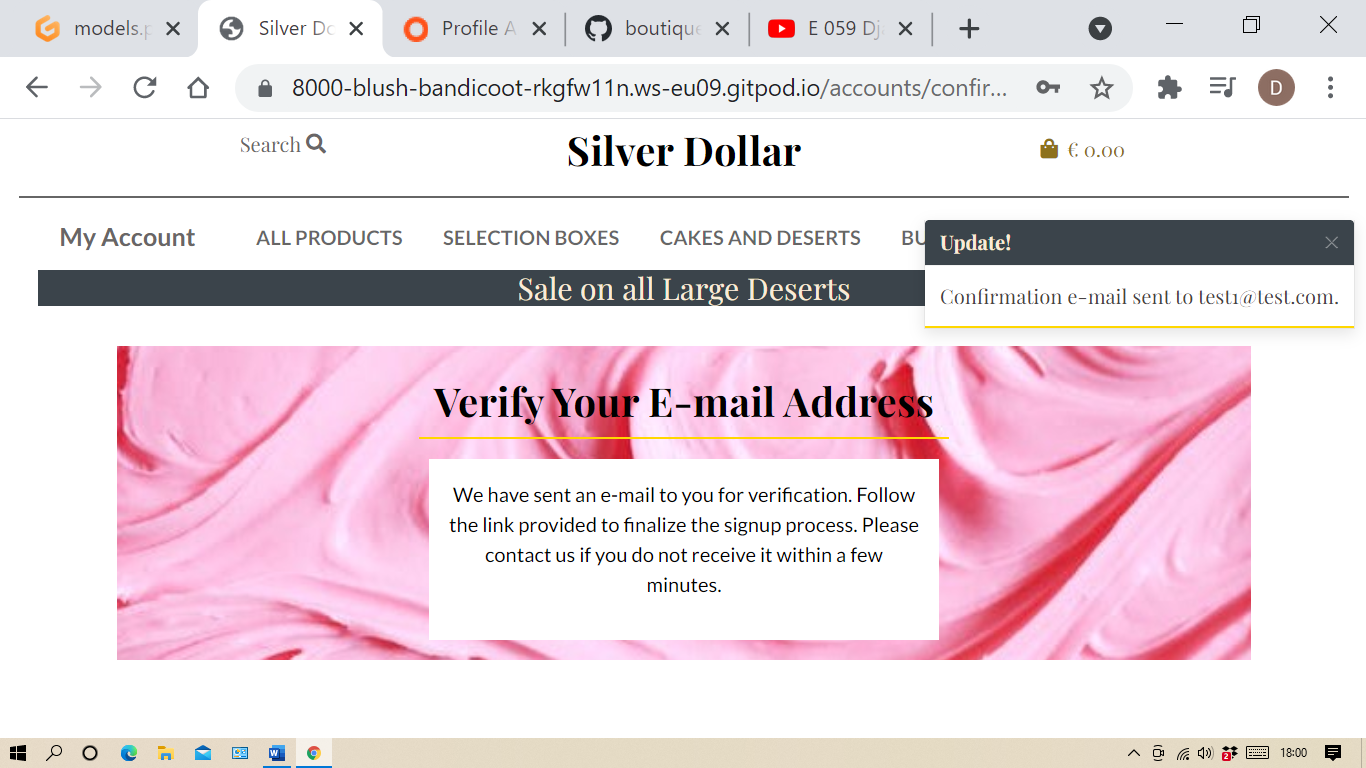 models.p
Silver Do
Profile A
boutique
E 059 Dja
8000-blush-bandicoot-rkgfw11n.ws-eu09.gitpod.io/accounts/confir...
D
Search
Silver Dollar
€ 0.00
My Account
ALL PRODUCTS
SELECTION BOXES
CAKES AND DESERTS
BU
Update!
Confirmation e-mail sent to test1@test.com.
Sale on all Large Deserts
Verify Your E-mail Address
We have sent an e-mail to you for verification. Follow
the link provided to finalize the signup process. Please
contact us if you do not receive it within a few
minutes.
2
18:00